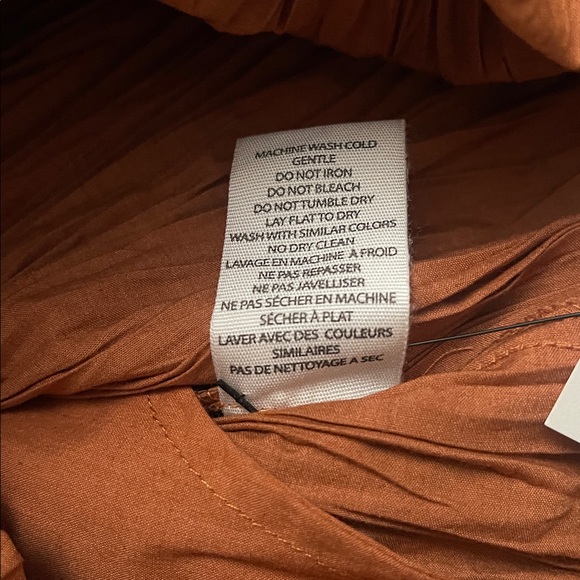 MACHINE WASH COLD
GENTLE
DO NOT IRON
DO NOT BLEACH
DO NOT TUMBLE DRY
LAY FLAT TO DRY
WASH WITH SIMILAR COLORS
NO DRY CLEAN
LAVAGE EN MACHINE À FROID
NE PAS REPASSER
NE PAS JAVELLISER
NE PAS SÉCHER EN MACHINE
SÉCHER À PLAT
LAVER AVEC DES COULEURS
SIMILAIRES
PAS DE NETTOYAGE A SEC